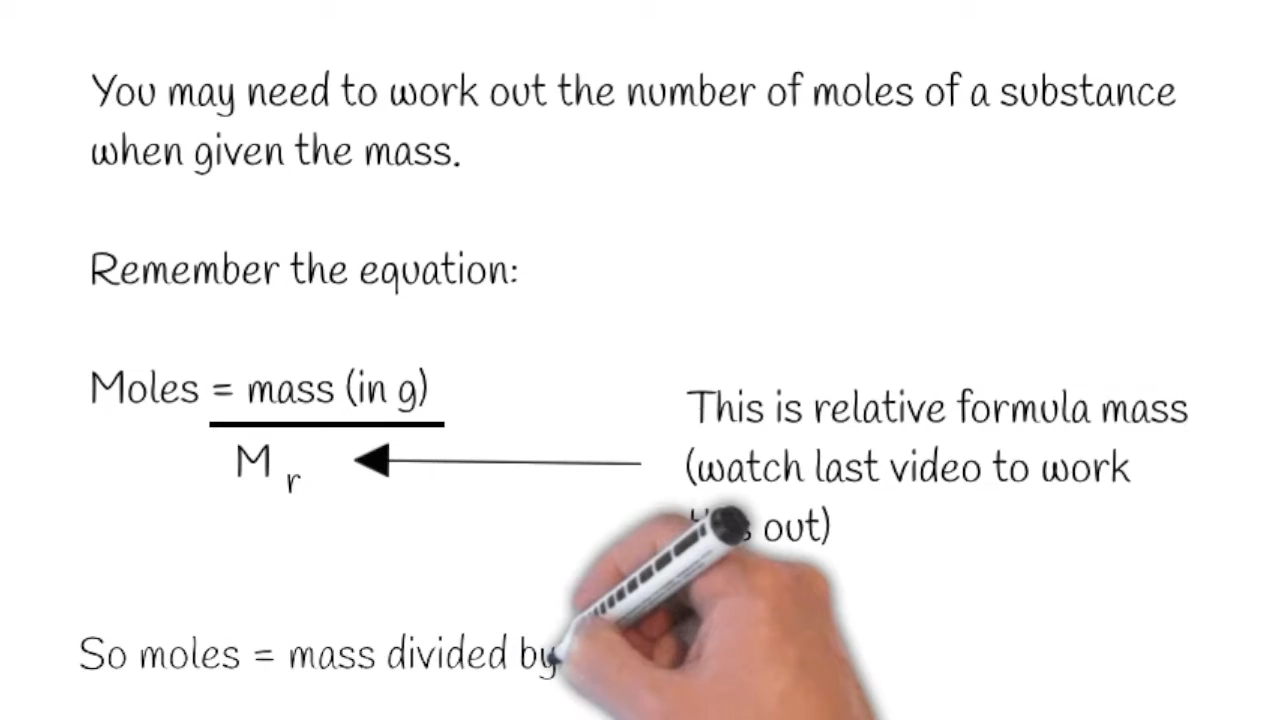 You may need to work out the number of moles of a substance
when given the mass.
Remember the equation:
Moles = mass (in g)
M r
This is relative formula mass
(watch last video to work
out)
So moles = mass divided by